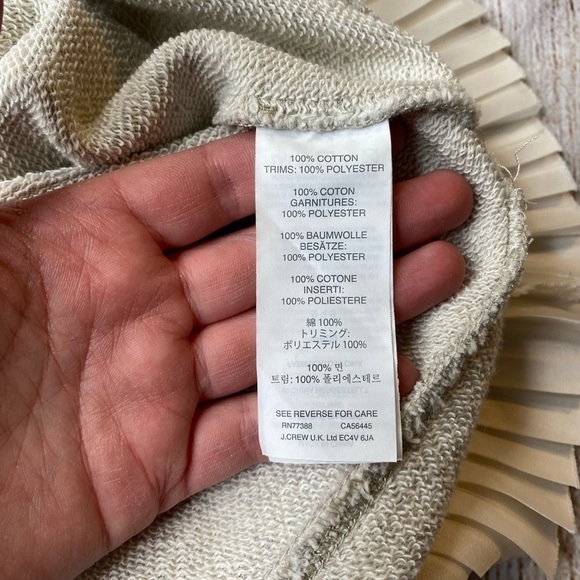 100% COTTON
TRIMS: 100% POLYESTER
100% COTON
GARNITURES:
100% POLYESTER
100% BAUMWOLLE
BESÄTZE:
100% POLYESTER
100% COTONE
INSERTI:
100% POLIESTERE
綿 100%
トリミング:
ポリエステル 100%
100% 면
트림: 100% 폴리에스테르
SEE REVERSE FOR CARE
RN77388 CA56445
J.CREW U.K. Ltd EC4V 6JA